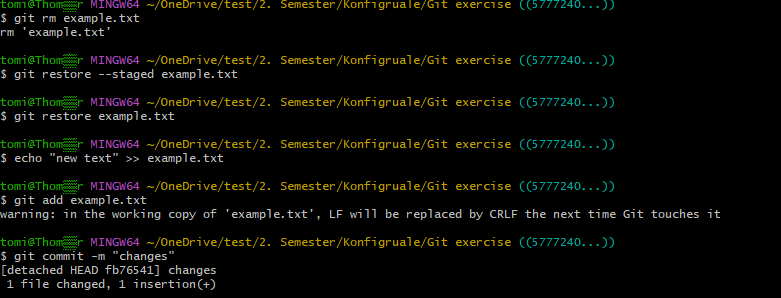 tomi@Thom▒▒r MINGW64 ~/OneDrive/test/2. Semester/Konfigruale/Git exercise ((5777240...))
$ git rm example.txt
rm 'example.txt'
tomi@Thom▒▒r MINGW64 ~/OneDrive/test/2. Semester/Konfigruale/Git exercise ((5777240...))
$ git restore --staged example.txt
tomi@Thom▒▒r MINGW64 ~/OneDrive/test/2. Semester/Konfigruale/Git exercise ((5777240...))
$ git restore example.txt
tomi@Thom▒▒r MINGW64 ~/OneDrive/test/2. Semester/Konfigruale/Git exercise ((5777240...))
$ echo "new text" >> example.txt
tomi@Thom▒▒r MINGW64 ~/OneDrive/test/2. Semester/Konfigruale/Git exercise ((5777240...))
$ git add example.txt
warning: in the working copy of 'example.txt', LF will be replaced by CRLF the next time Git touches it
tomi@Thom▒▒r MINGW64 ~/OneDrive/test/2. Semester/Konfigruale/Git exercise ((5777240...))
$ git commit -m "changes"
[detached HEAD fb76541] changes
 1 file changed, 1 insertion(+)